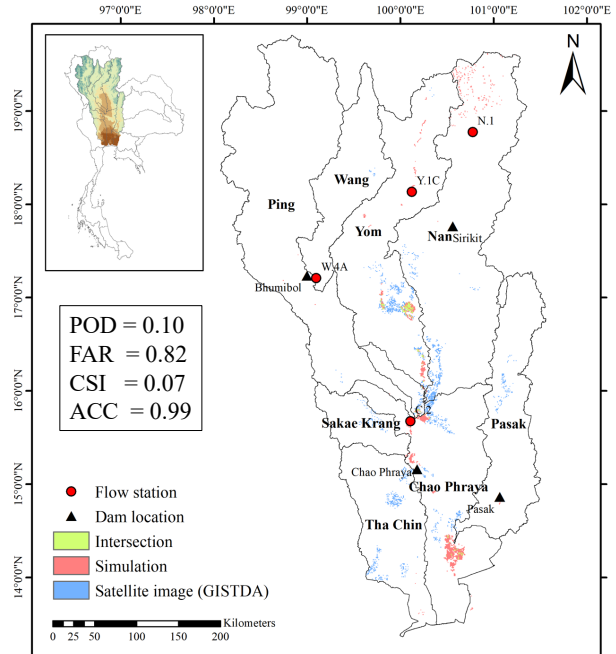 97°0'0"E 98°0'0"E 99°0'0"E 100°0'0"E 101°0'0"E 102°0'0"E
N
19°0'0"N
N.1
Wang
Y.1C
18°0'0"N
Ping
Yom
Nan
Sirikit
W.4A
Bhumibol
17°0'0"N
POD = 0.10
FAR = 0.82
CSI = 0.07
ACC = 0.99
16°0'0"N
C.2
Sakae Krang
Pasak
Chao Phraya
15°0'0"N
Chao Phraya
Pasak
Tha Chin
14°0'0"N
Flow station
Dam location
Intersection
Simulation
Satellite image (GISTDA)
Kilometers
0 25 50 100 150 200